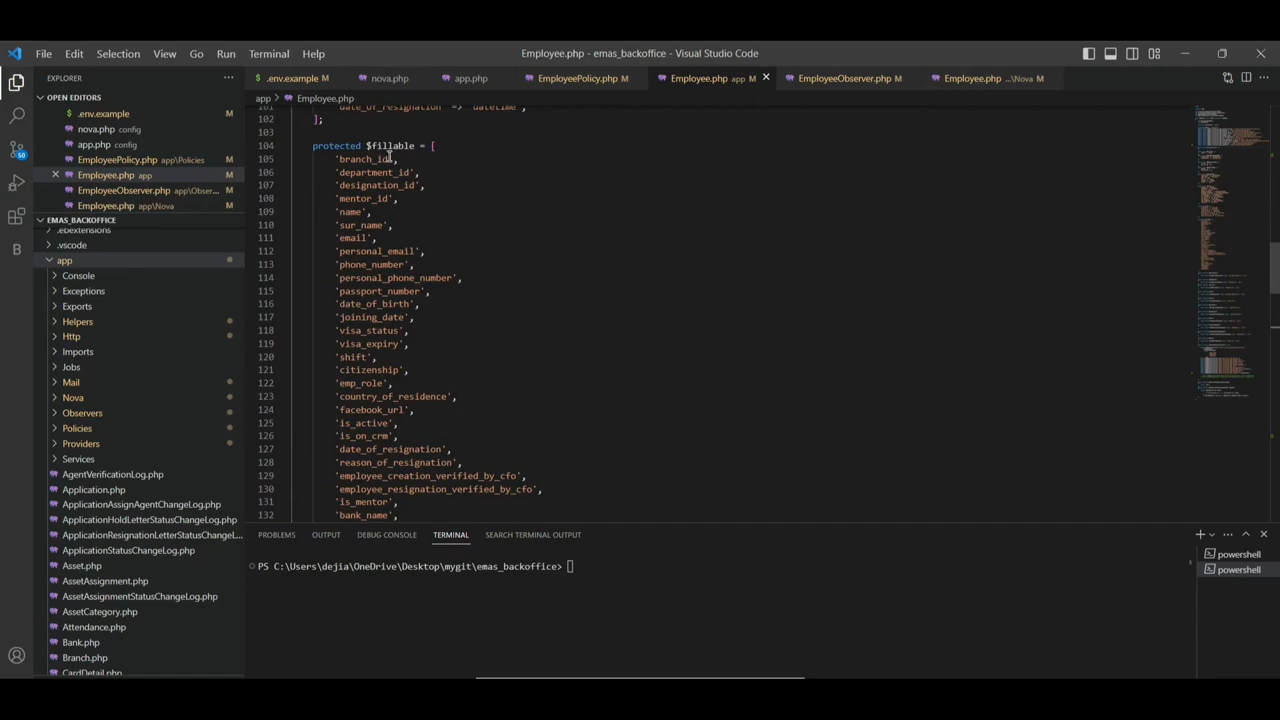 File Edit Selection View Go Run Terminal Help
Employee.php - emas_backoffice - Visual Studio Code
EXPLORER
.env.example M
nova.php
app.php
EmployeePolicy.php M
Employee.php app M
EmployeeObserver.php M
Employee.php ...\Nova M
OPEN EDITORS
.env.example M
nova.php config
app.php config
EmployeePolicy.php app\Policies
Employee.php app
EmployeeObserver.php app\Obser...
Employee.php app\Nova
50
EMAS_BACKOFFICE
.ebextensions
.vscode
app
Console
Exceptions
Exports
Helpers
Http
Imports
Jobs
Mail
Nova
Observers
Policies
Providers
Services
AgentVerificationLog.php
Application.php
ApplicationAssignAgentChangeLog.php
ApplicationHoldLetterStatusChangeLog.php
ApplicationResignationLetterStatusChangeL...
ApplicationStatusChangeLog.php
Asset.php
AssetAssignment.php
AssetAssignmentStatusChangeLog.php
AssetCategory.php
Attendance.php
Bank.php
Branch.php
CardDetail.php
app > Employee.php
101 'date_of_resignation' => 'datetime',
102 ];
103
104 protected $fillable = [
105 'branch_id',
106 'department_id',
107 'designation_id',
108 'mentor_id',
109 'name',
110 'sur_name',
111 'email',
112 'personal_email',
113 'phone_number',
114 'personal_phone_number',
115 'passport_number',
116 'date_of_birth',
117 'joining_date',
118 'visa_status',
119 'visa_expiry',
120 'shift',
121 'citizenship',
122 'emp_role',
123 'country_of_residence',
124 'facebook_url',
125 'is_active',
126 'is_on_crm',
127 'date_of_resignation',
128 'reason_of_resignation',
129 'employee_creation_verified_by_cfo',
130 'employee_resignation_verified_by_cfo',
131 'is_mentor',
132 'bank_name',
PROBLEMS OUTPUT DEBUG CONSOLE TERMINAL SEARCH TERMINAL OUTPUT
PS C:\Users\dejia\OneDrive\Desktop\mygit\emas_backoffice>
powershell
powershell